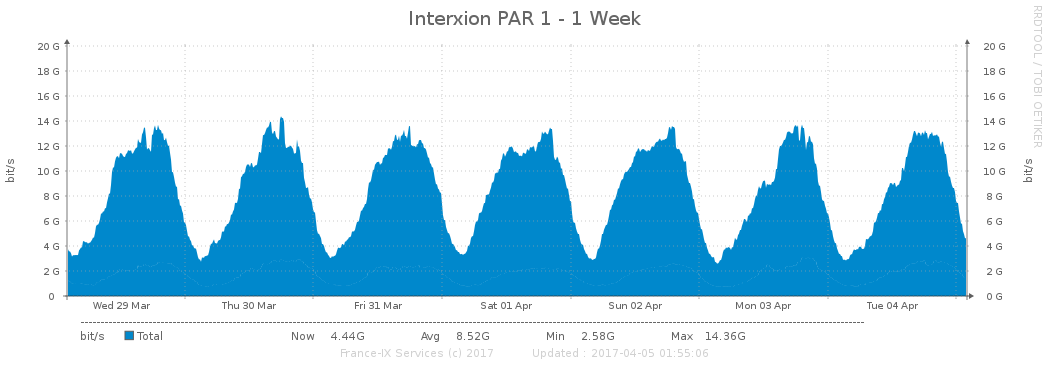 Interxion PAR 1 - 1 Week
RRDTOOL / TOBI OETIKER
20 G 20 G
18 G 18 G
16 G 16 G
14 G 14 G
12 G 12 G
10 G 10 G
8 G 8 G
6 G 6 G
4 G 4 G
2 G 2 G
0 0 G
bit/s
bit/s
Wed 29 Mar Thu 30 Mar Fri 31 Mar Sat 01 Apr Sun 02 Apr Mon 03 Apr Tue 04 Apr
bit/s Total Now 4.44G Avg 8.52G Min 2.58G Max 14.36G
France-IX Services (c) 2017 Updated : 2017-04-05 01:55:06